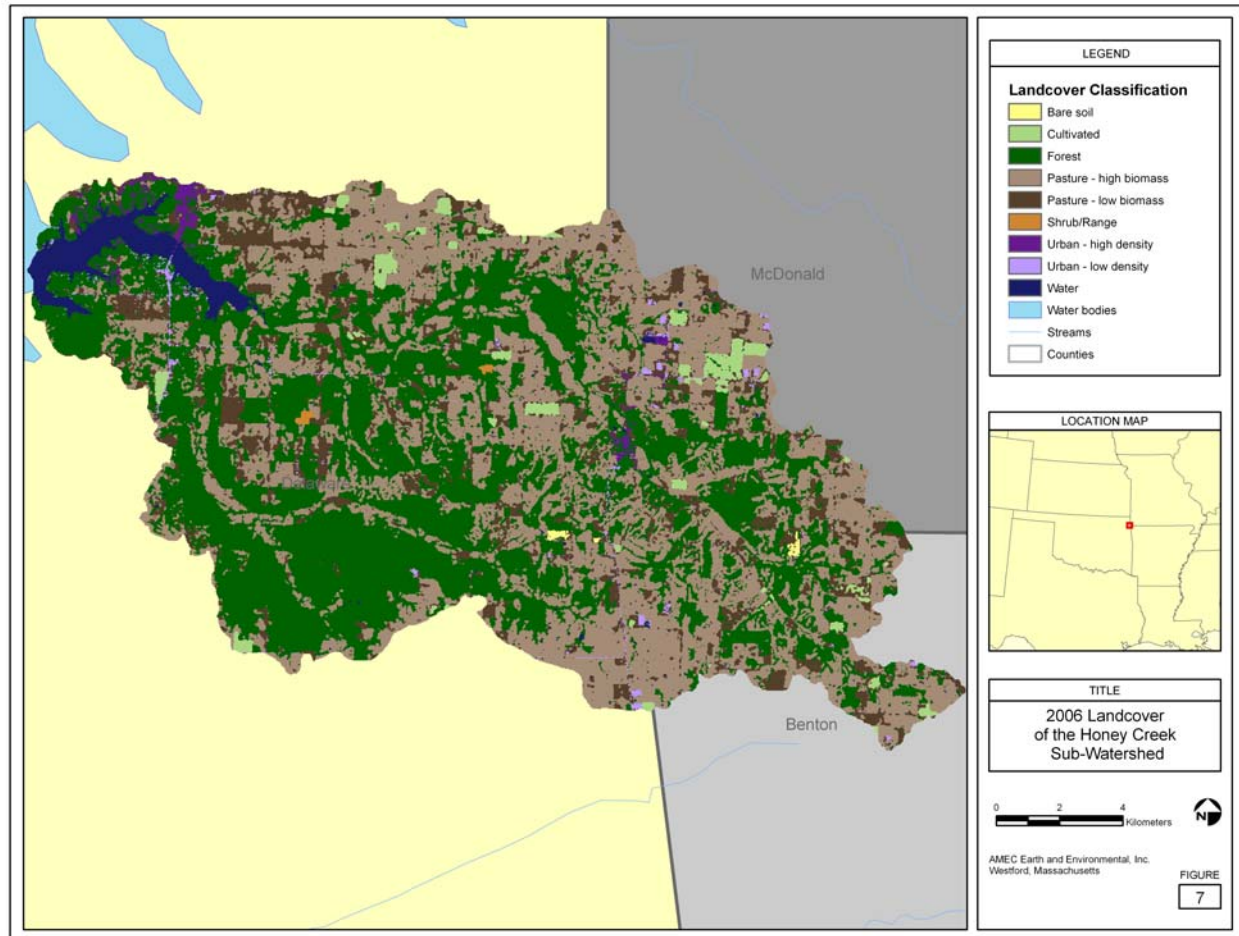 McDonald
Delaware
Benton
LEGEND
Landcover Classification
Bare soil
Cultivated
Forest
Pasture - high biomass
Pasture - low biomass
Shrub/Range
Urban - high density
Urban - low density
Water
Water bodies
Streams
Counties
LOCATION MAP
TITLE
2006 Landcover
of the Honey Creek
Sub-Watershed
0 2 4
Kilometers
N
AMEC Earth and Environmental, Inc.
Westford, Massachusetts
FIGURE
7